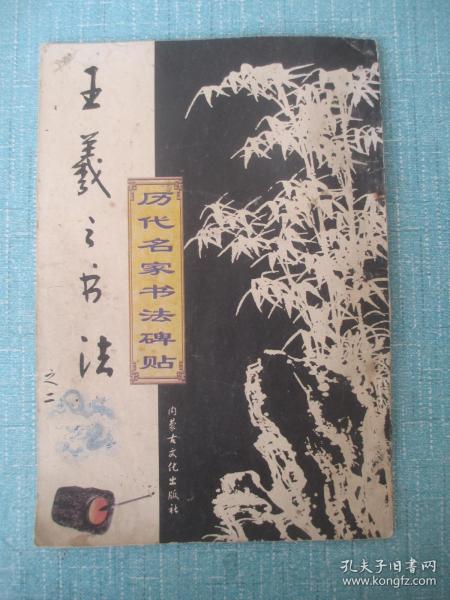 王羲之书法
之二
历代名家书法碑贴
内蒙古文化出版社
孔夫子旧书网
www.kongfz.com